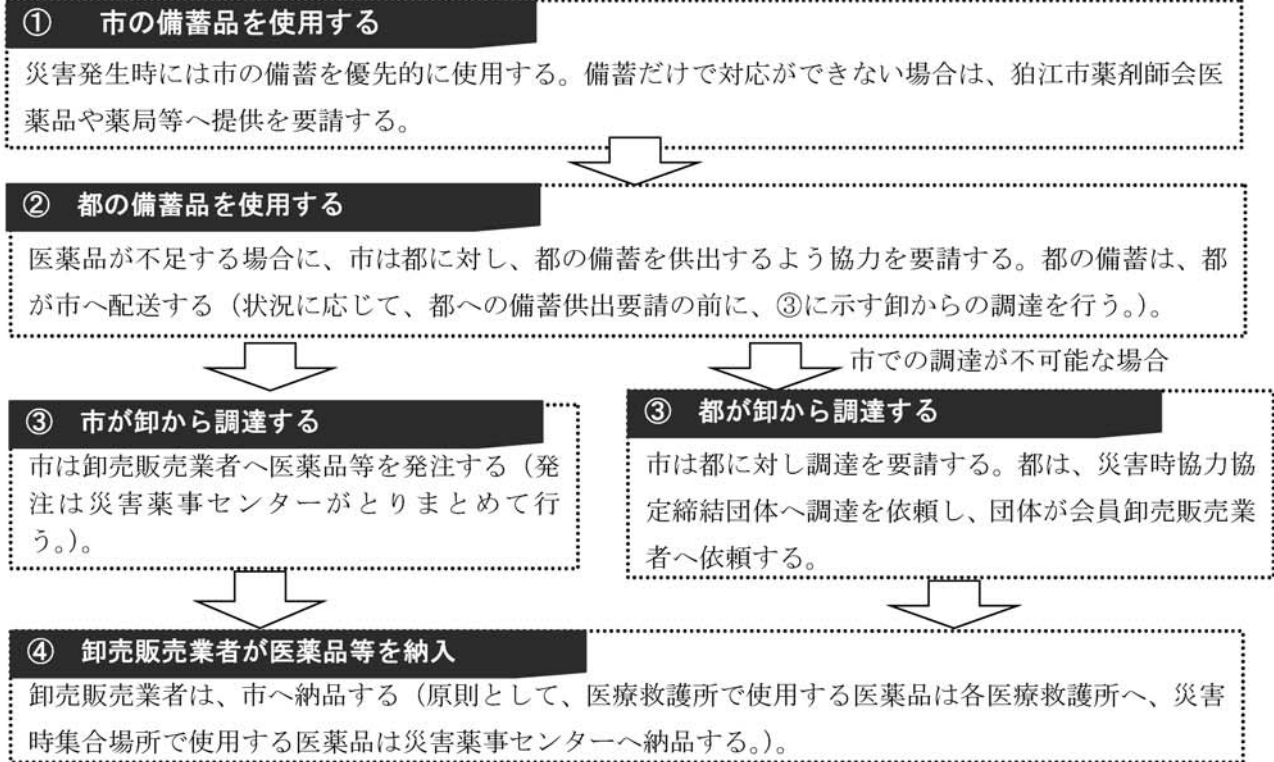 ① 市の備蓄品を使用する
災害発生時には市の備蓄を優先的に使用する。備蓄だけで対応ができない場合は、狛江市薬剤師会医
薬品や薬局等へ提供を要請する。
② 都の備蓄品を使用する
医薬品が不足する場合に、市は都に対し、都の備蓄を供出するよう協力を要請する。都の備蓄は、都
が市へ配送する（状況に応じて、都への備蓄供出要請の前に、③に示す卸からの調達を行う。）。
市での調達が不可能な場合
③ 市が卸から調達する
市は卸売販売業者へ医薬品等を発注する（発
注は災害薬事センターがとりまとめて行
う。）。
③ 都が卸から調達する
市は都に対し調達を要請する。都は、災害時協力協
定締結団体へ調達を依頼し、団体が会員卸売販売業
者へ依頼する。
④ 卸売販売業者が医薬品等を納入
卸売販売業者は、市へ納品する（原則として、医療救護所で使用する医薬品は各医療救護所へ、災害
時集合場所で使用する医薬品は災害薬事センターへ納品する。）。